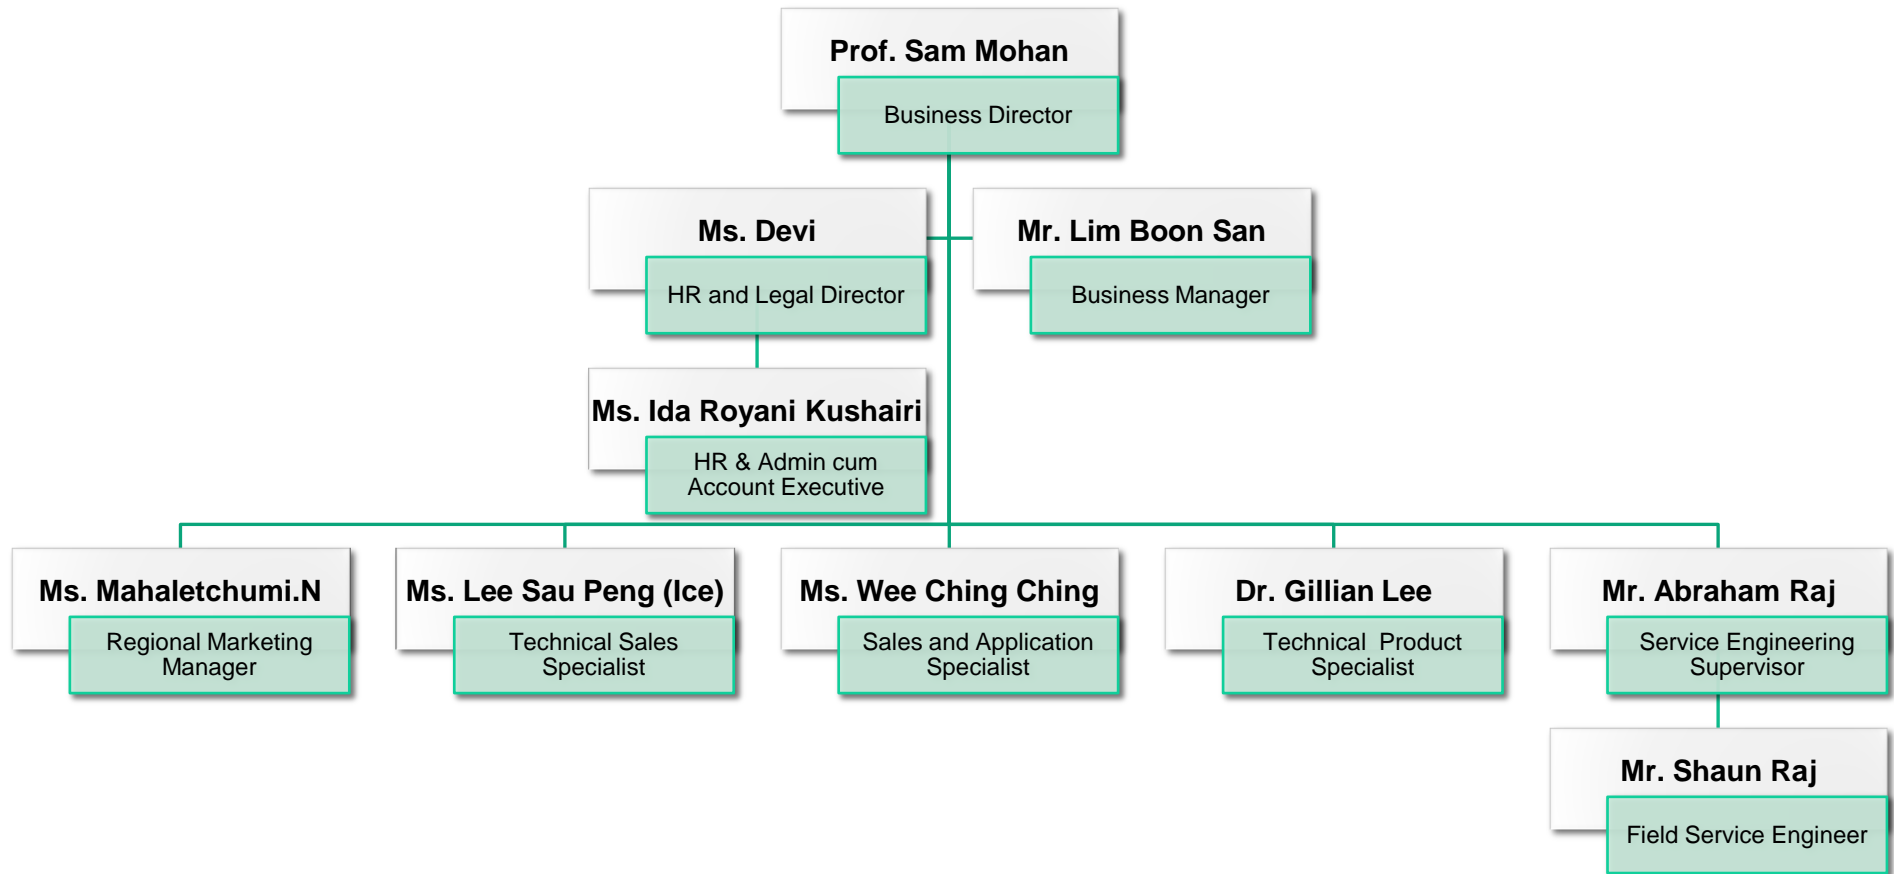 Prof. Sam Mohan
Business Director
Ms. Devi
HR and Legal Director
Mr. Lim Boon San
Business Manager
Ms. Ida Royani Kushairi
HR & Admin cum
Account Executive
Ms. Mahaletchumi.N
Regional Marketing
Manager
Ms. Lee Sau Peng (Ice)
Technical Sales
Specialist
Ms. Wee Ching Ching
Sales and Application
Specialist
Dr. Gillian Lee
Technical  Product
Specialist
Mr. Abraham Raj
Service Engineering
Supervisor
Mr. Shaun Raj
Field Service Engineer